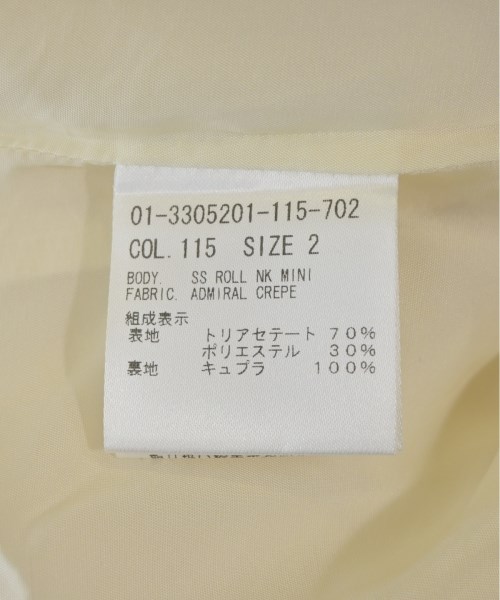 01-3305201-115-702
COL. 115 SIZE 2
BODY. SS ROLL NK MINI
FABRIC. ADMIRAL CREPE
組成表示
表地 トリアセテート 70%
ポリエステル 30%
裏地 キュプラ 100%